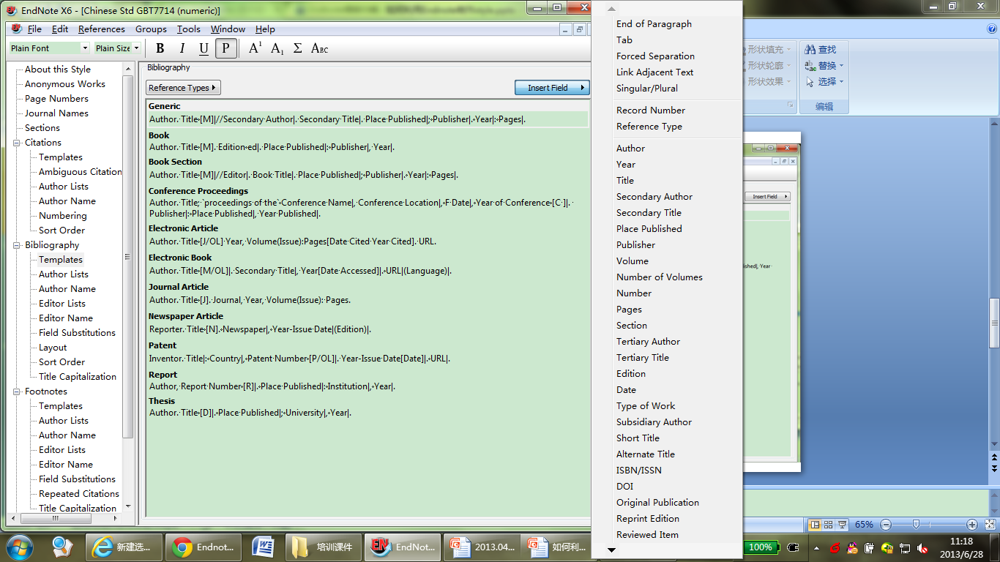 EndNote X6 - [Chinese Std GBT7714 (numeric)]
File Edit References Groups Tools Window Help
Plain Font Plain Size B I U P A¹ A₁ Σ ABC
About this Style
Anonymous Works
Page Numbers
Journal Names
Sections
Citations
Templates
Ambiguous Citation
Author Lists
Author Name
Numbering
Sort Order
Bibliography
Templates
Author Lists
Author Name
Editor Lists
Editor Name
Field Substitutions
Layout
Sort Order
Title Capitalization
Footnotes
Templates
Author Lists
Author Name
Editor Lists
Editor Name
Field Substitutions
Repeated Citations
Title Capitalization
Bibliography
Reference Types
Insert Field
Generic
Author.·Title·[M]|//Secondary·Author|.·Secondary·Title|.·Place·Published|;·Publisher|.·Year|:·Pages|.
Book
Author.·Title·[M].·Edition·ed|.·Place·Published|:·Publisher|,·Year|.
Book Section
Author.·Title·[M]|//Editor|.·Book·Title|.·Place·Published|;·Publisher|.·Year|:·Pages|.
Conference Proceedings
Author.·Title;·`proceedings·of·the`·Conference·Name|,·Conference·Location|,·F·Date|,·Year·of·Conference·[C·]|.·
Publisher|:·Place·Published|,·Year·Published|.
Electronic Article
Author.·Title·[J/OL]·Year,·Volume(Issue):Pages[Date·Cited·Year·Cited].·URL.
Electronic Book
Author.·Title·[M/OL]|.·Secondary·Title|,·Year[Date·Accessed]|.·URL|(Language)|.
Journal Article
Author.·Title·[J].·Journal,·Year,·Volume(Issue):·Pages.
Newspaper Article
Reporter.·Title·[N].·Newspaper|,·Year-Issue·Date|(Edition)|.
Patent
Inventor.·Title|:·Country|,·Patent·Number·[P/OL]|.·Year-Issue·Date[Date]|.·URL|.
Report
Author,·Report·Number·[R]|.·Place·Published|:·Institution|,·Year|.
Thesis
Author.·Title·[D]|.·Place·Published|;·University|,·Year|.
End of Paragraph
Tab
Forced Separation
Link Adjacent Text
Singular/Plural
Record Number
Reference Type
Author
Year
Title
Secondary Author
Secondary Title
Place Published
Publisher
Volume
Number of Volumes
Number
Pages
Section
Tertiary Author
Tertiary Title
Edition
Date
Type of Work
Subsidiary Author
Short Title
Alternate Title
ISBN/ISSN
DOI
Original Publication
Reprint Edition
Reviewed Item
形状填充
形状轮廓
形状效果
查找
替换
选择
编辑
Insert Field
65%
新建选...
Endnot...
培训课件
EndNot...
2013.04...
如何利...
100%
11:18
2013/6/28